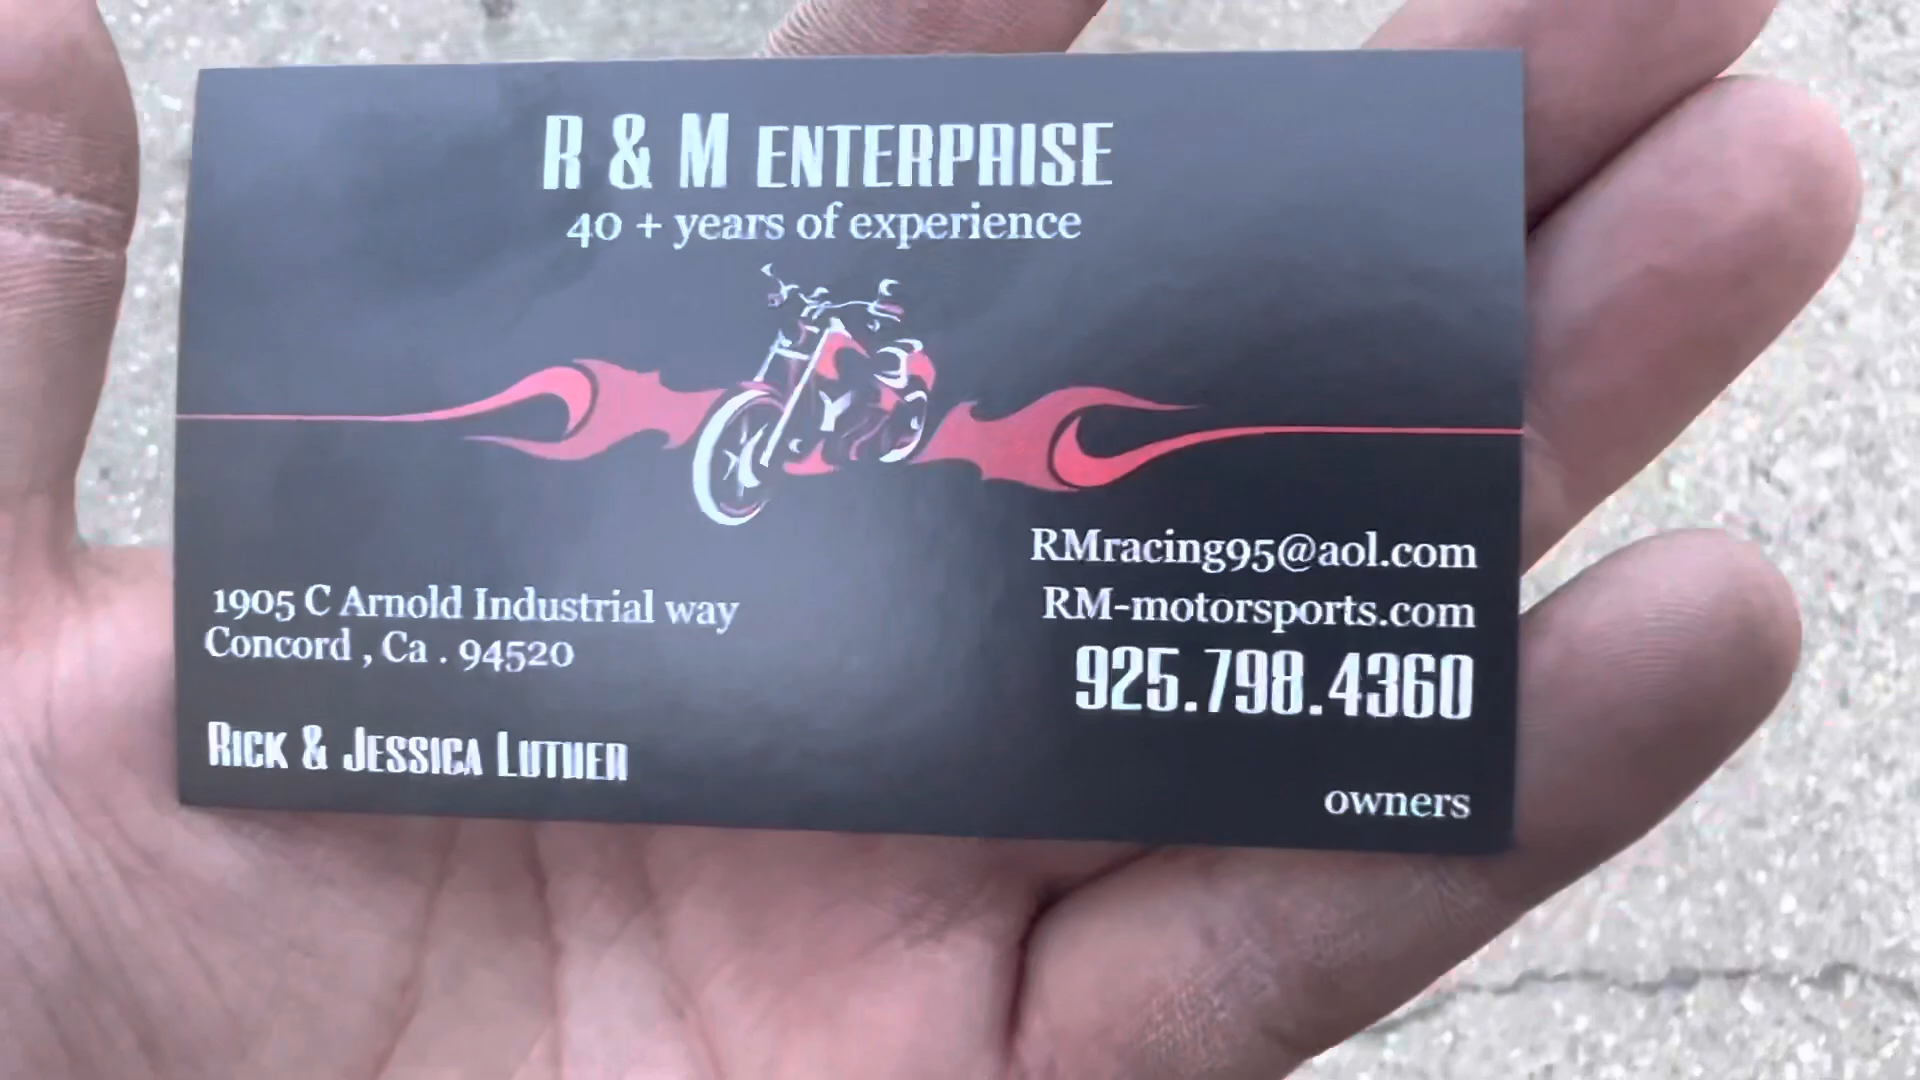 R & M ENTERPRISE
40 + years of experience
RMracing95@aol.com
RM-motorsports.com
925.798.4360
1905 C Arnold Industrial way
Concord , Ca . 94520
RICK & JESSICA LUTHER
owners